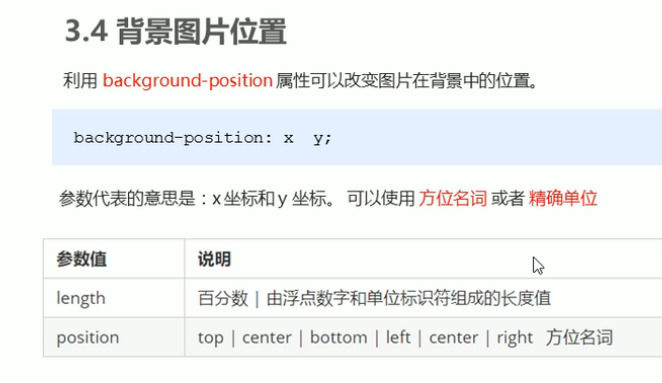 3.4 背景图片位置
利用 background-position 属性可以改变图片在背景中的位置。
background-position: x  y;
参数代表的意思是：x 坐标和 y 坐标。 可以使用 方位名词 或者 精确单位
参数值 说明
length 百分数 | 由浮点数字和单位标识符组成的长度值
position top | center | bottom | left | center | right 方位名词